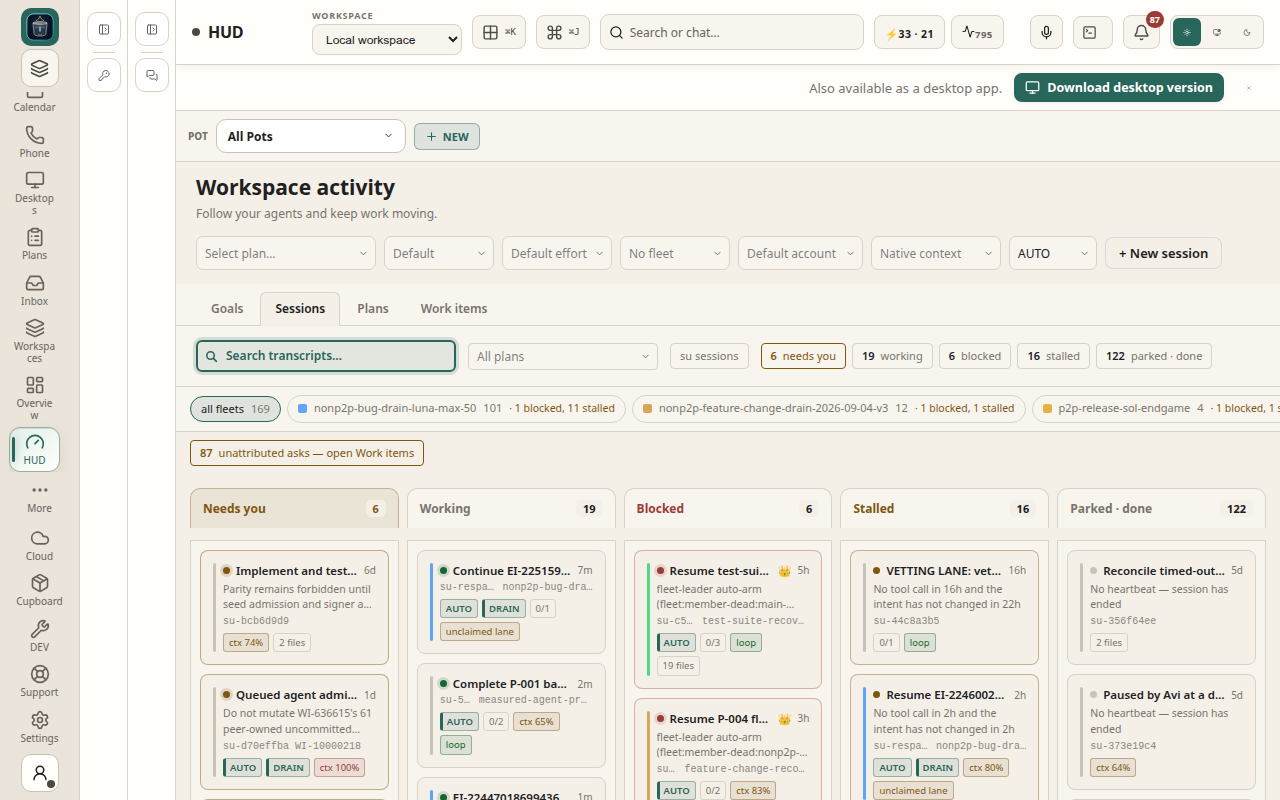 WORKSPACE
HUD
Local workspace
⌘K
⌘J
Search or chat...
⚡33 · 21
795
87
Also available as a desktop app.
Download desktop version
×
Calendar
Phone
Desktop
s
Plans
Inbox
Workspa
ces
Overvie
w
HUD
More
Cloud
Cupboard
DEV
Support
Settings
POT
All Pots
+ NEW
Workspace activity
Follow your agents and keep work moving.
Select plan...
Default
Default effort
No fleet
Default account
Native context
AUTO
+ New session
Goals
Sessions
Plans
Work items
Search transcripts...
All plans
su sessions
6 needs you
19 working
6 blocked
16 stalled
122 parked · done
all fleets 169
nonp2p-bug-drain-luna-max-50 101 · 1 blocked, 11 stalled
nonp2p-feature-change-drain-2026-09-04-v3 12 · 1 blocked, 1 stalled
p2p-release-sol-endgame 4 · 1 blocked, 1 s
87 unattributed asks — open Work items
Needs you 6
Implement and test... 6d
Parity remains forbidden until
seed admission and signer a...
su-bcb6d9d9
ctx 74% 2 files
Queued agent admi... 1d
Do not mutate WI-636615's 61
peer-owned uncommitted...
su-d70effba WI-10000218
AUTO DRAIN ctx 100%
Working 19
Continue EI-225159... 7m
su-respa... nonp2p-bug-dra...
AUTO DRAIN 0/1
unclaimed lane
Complete P-001 ba... 2m
su-5... measured-agent-pr...
AUTO 0/2 ctx 65%
loop
EI-22447018699436 1m
Blocked 6
Resume test-sui... 👑 5h
fleet-leader auto-arm
(fleet:member-dead:main-...
su-c5... test-suite-recov...
AUTO 0/3 loop
19 files
Resume P-004 fl... 👑 3h
fleet-leader auto-arm
(fleet:member-dead:nonp2p-...
su... feature-change-reco...
AUTO 0/2 ctx 83%
Stalled 16
VETTING LANE: vet... 16h
No tool call in 16h and the
intent has not changed in 22h
su-44c8a3b5
0/1 loop
Resume EI-2246002... 2h
No tool call in 2h and the
intent has not changed in 2h
su-respa... nonp2p-bug-dra...
AUTO DRAIN ctx 80%
unclaimed lane
Parked · done 122
Reconcile timed-out... 5d
No heartbeat — session has
ended
su-356f64ee
2 files
Paused by Avi at a d... 5d
No heartbeat — session has
ended
su-373e19c4
ctx 64%